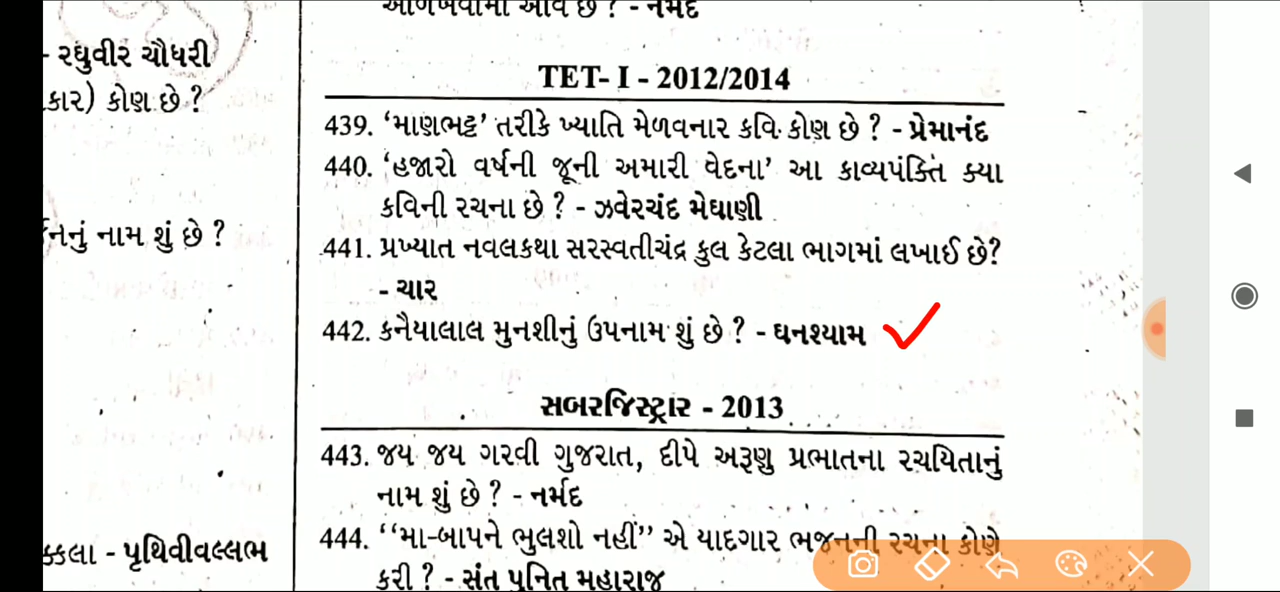 - રઘુવીર ચૌધરી
કાર) કોણ છે ?
નું નામ શું છે ?
ક્કલા - પૃથિવીવલ્લભ
આવે છે ? - નર્મદ
TET- I - 2012/2014
439. ‘માણભટ્ટ’ તરીકે ખ્યાતિ મેળવનાર કવિ કોણ છે ? - પ્રેમાનંદ
440. ‘હજારો વર્ષની જૂની અમારી વેદના’ આ કાવ્યપંક્તિ ક્યા
કવિની રચના છે ? - ઝવેરચંદ મેઘાણી
441. પ્રખ્યાત નવલકથા સરસ્વતીચંદ્ર કુલ કેટલા ભાગમાં લખાઈ છે?
- ચાર
442. કનૈયાલાલ મુનશીનું ઉપનામ શું છે ? - ઘનશ્યામ
સબરજિસ્ટ્રાર - 2013
443. જય જય ગરવી ગુજરાત, દીપે અરૂણુ પ્રભાતના રચયિતાનું
નામ શું છે ? - નર્મદ
444. “મા-બાપને ભુલશો નહીં” એ યાદગાર ભજનની રચના કોણે
કરી ? - સંત પુનિત મહારાજ